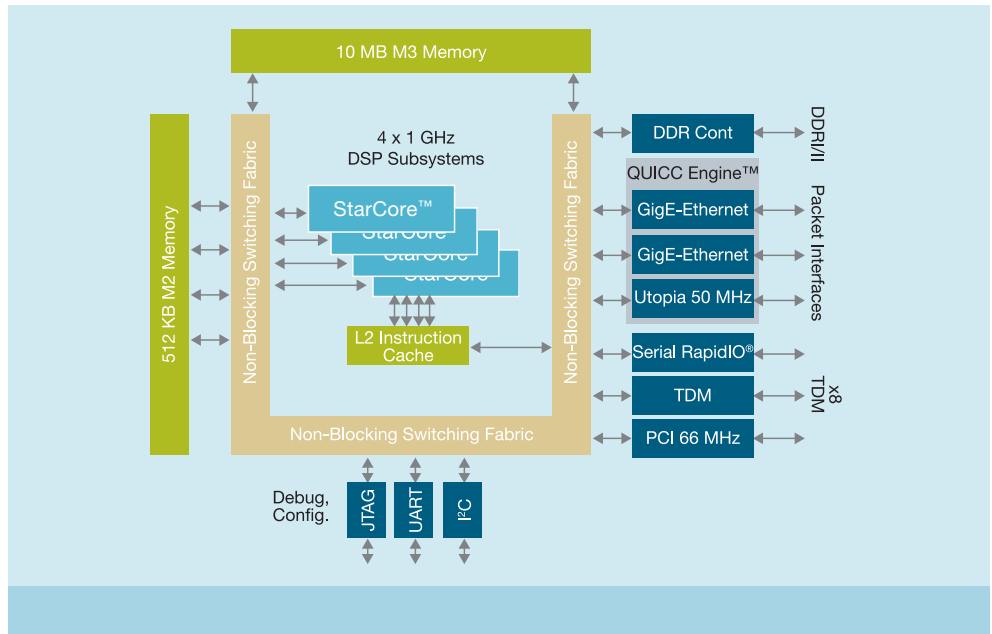 10 MB M3 Memory
4 x 1 GHz
DSP Subsystems
512 KB M2 Memory
Non-Blocking Switching Fabric
StarCore™
StarCore
StarCore
StarCore
L2 Instruction
Cache
Non-Blocking Switching Fabric
Non-Blocking Switching Fabric
DDR Cont
DDRI/II
QUICC Engine™
GigE-Ethernet
GigE-Ethernet
Utopia 50 MHz
Packet Interfaces
Serial RapidIO®
TDM
x8
TDM
PCI 66 MHz
Debug,
Config.
JTAG
UART
I²C